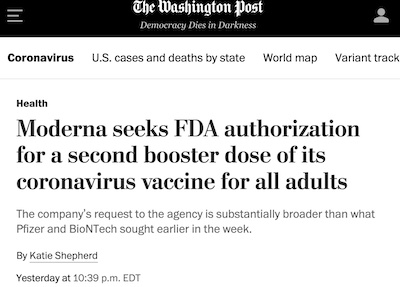 The Washington Post
Democracy Dies in Darkness
Coronavirus U.S. cases and deaths by state World map Variant track
Health
Moderna seeks FDA authorization
for a second booster dose of its
coronavirus vaccine for all adults
The company's request to the agency is substantially broader than what
Pfizer and BioNTech sought earlier in the week.
By Katie Shepherd
Yesterday at 10:39 p.m. EDT